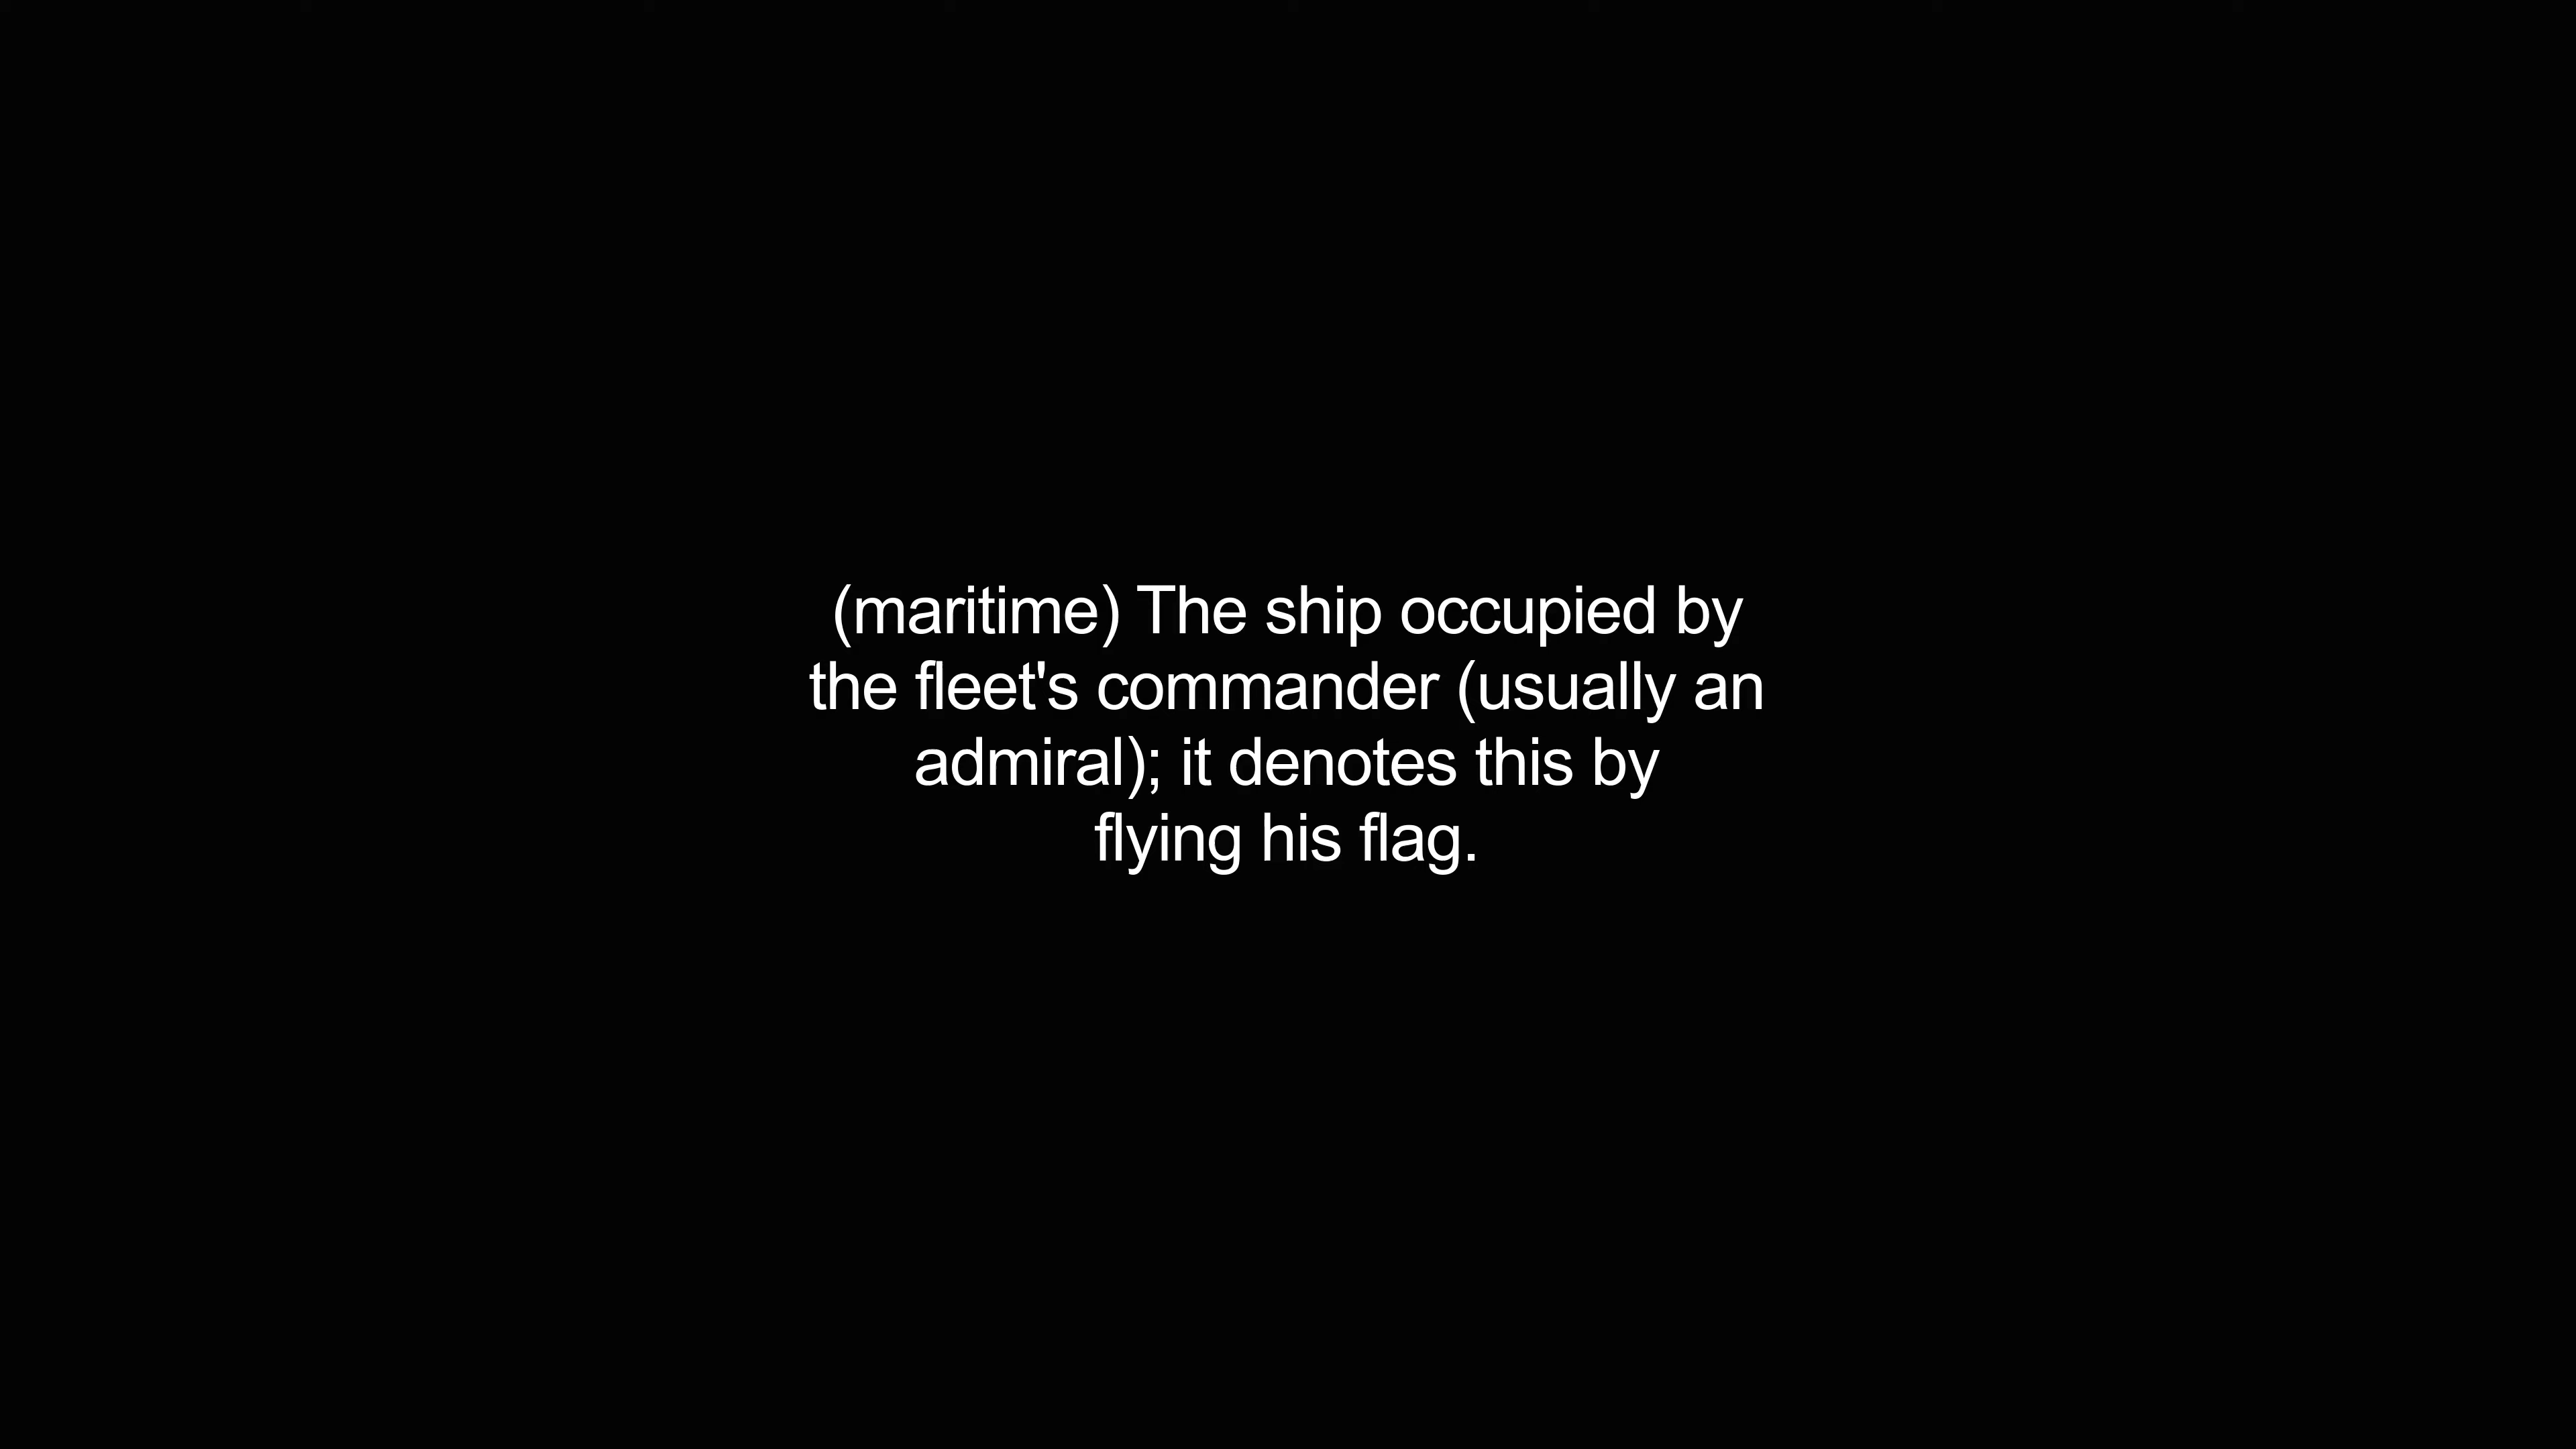 (maritime) The ship occupied by
the fleet's commander (usually an
admiral); it denotes this by
flying his flag.